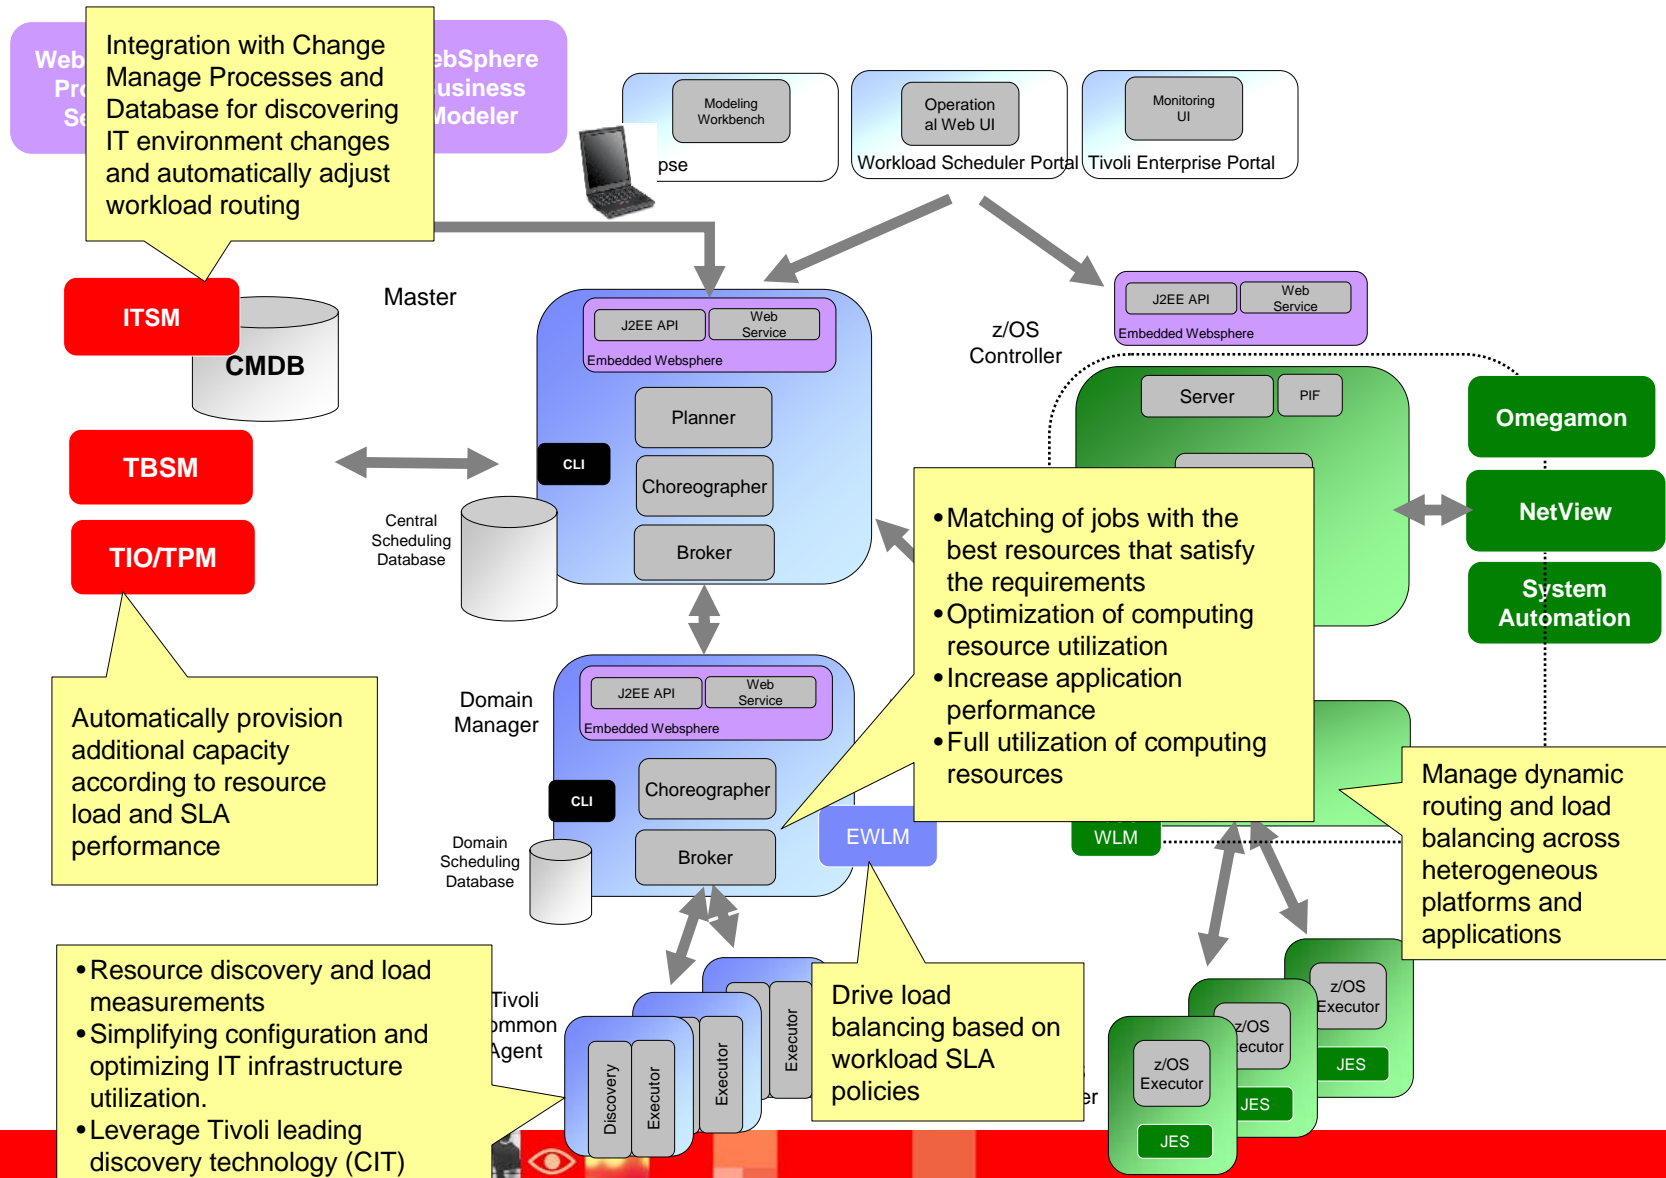 Integration with Change
Manage Processes and
Database for discovering
IT environment changes
and automatically adjust
workload routing
Business
Modeler
Modeling
Workbench
Operation
al Web UI
Workload Scheduler Portal
Monitoring
UI
Tivoli Enterprise Portal
ITSM
CMDB
TBSM
TIO/TPM
Master
J2EE API
Web
Service
Embedded Websphere
Planner
CLI
Choreographer
Broker
Central
Scheduling
Database
z/OS
Controller
J2EE API
Web
Service
Embedded Websphere
Server
PIF
Omegamon
NetView
System
Automation
•Matching of jobs with the
best resources that satisfy
the requirements
•Optimization of computing
resource utilization
•Increase application
performance
•Full utilization of computing
resources
Automatically provision
additional capacity
according to resource
load and SLA
performance
Domain
Manager
J2EE API
Web
Service
Embedded Websphere
CLI
Choreographer
Broker
Domain
Scheduling
Database
EWLM
WLM
Manage dynamic
routing and load
balancing across
heterogeneous
platforms and
applications
•Resource discovery and load
measurements
•Simplifying configuration and
optimizing IT infrastructure
utilization.
•Leverage Tivoli leading
discovery technology (CIT)
Tivoli
Common
Agent
Discovery
Executor
Executor
Executor
Drive load
balancing based on
workload SLA
policies
z/OS
Executor
JES
z/OS
Executor
JES
z/OS
Executor
JES